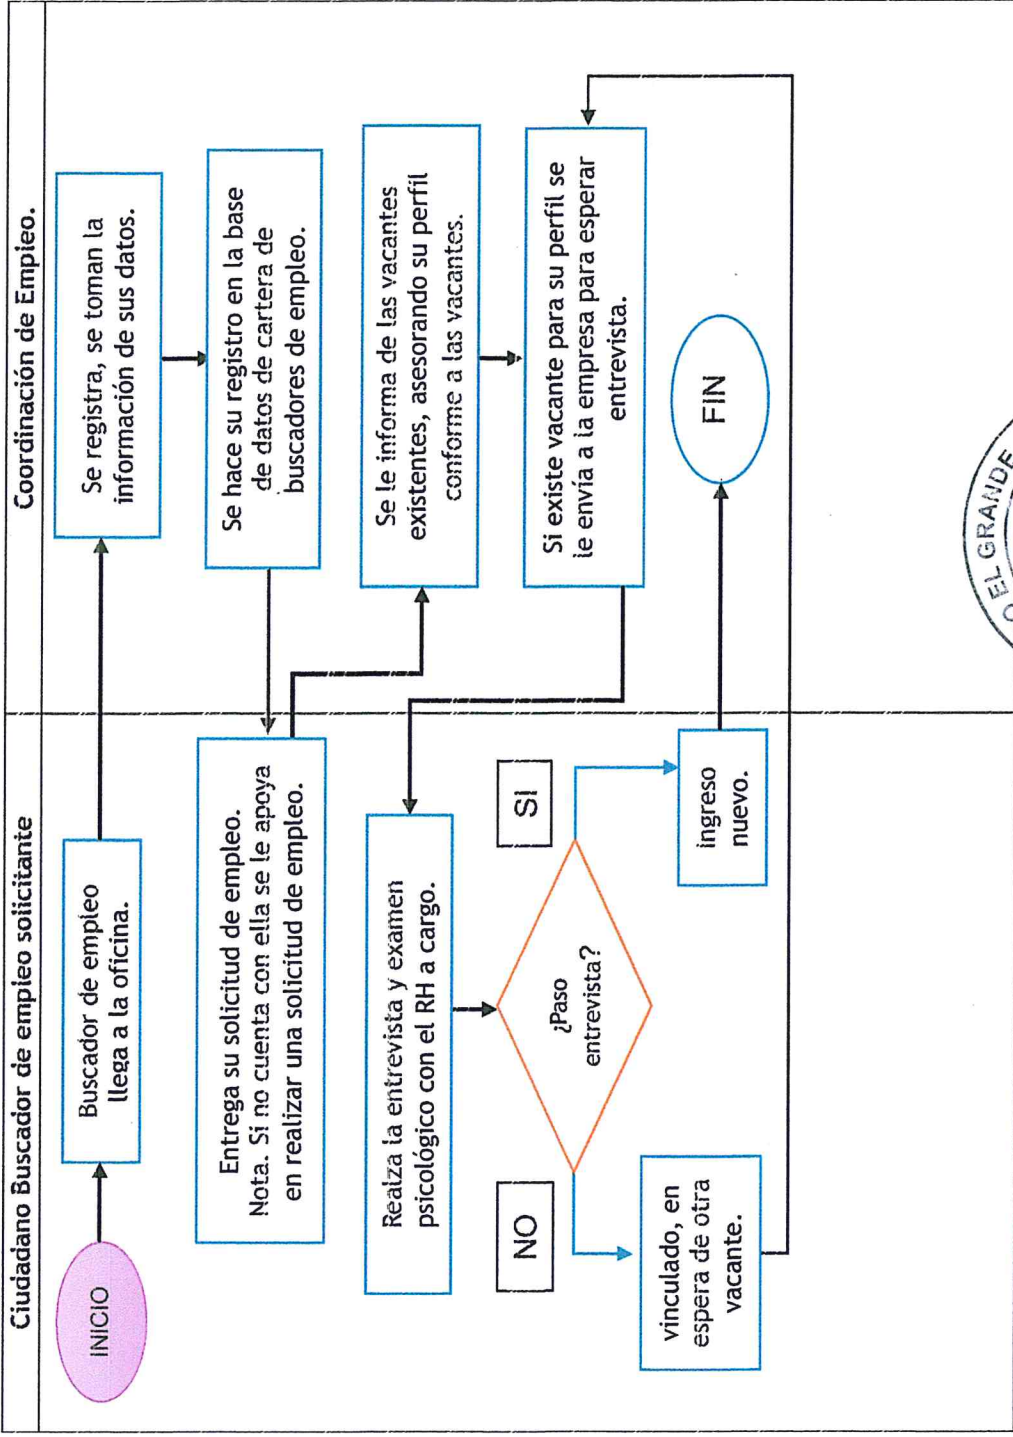 Ciudadano Buscador de empieo solicitante
Coordinación de Empieo.
INICIO
Buscador de empleo
llega a la oficina.
Se registra, se toman la
información de sus datos.
Se hace su registro en la base
de datos de cartera de
buscadores de empleo.
Entrega su solicitud de empleo.
Nota. Si no cuenta con ella se le apoya
en realizar una solicitud de empleo.
Se le informa de las vacantes
existentes, asesorando su perfil
conforme a las vacantes.
Si existe vacante para su perfil se
ie envía a la empresa para esperar
entrevista.
Realza la entrevista y examen
psicológico con el RH a cargo.
¿Paso
entrevista?
NO
SI
vinculado, en
espera de otra
vacante.
ingreso
nuevo.
FIN
O EL GRANDE